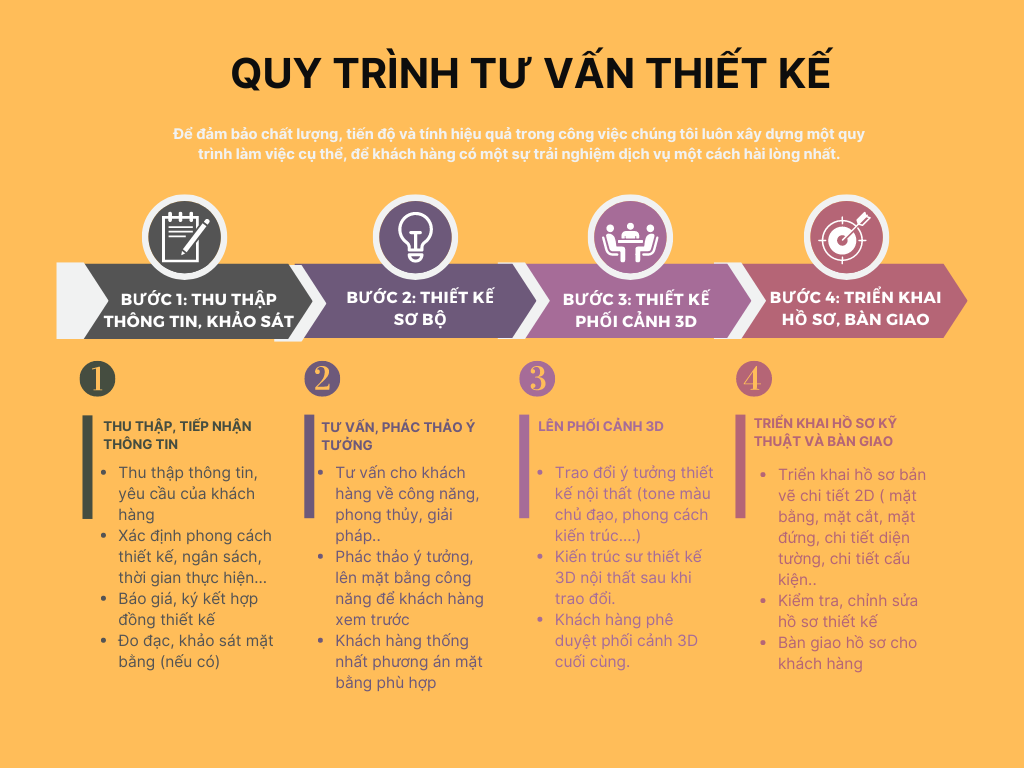 QUY TRÌNH TƯ VẤN THIẾT KẾ
Để đảm bảo chất lượng, tiến độ và tính hiệu quả trong công việc chúng tôi luôn xây dựng một quy
trình làm việc cụ thể, để khách hàng có một sự trải nghiệm dịch vụ một cách hài lòng nhất.
BƯỚC 1: THU THẬP
THÔNG TIN, KHẢO SÁT
BƯỚC 2: THIẾT KẾ
SƠ BỘ
BƯỚC 3: THIẾT KẾ
PHỐI CẢNH 3D
BƯỚC 4: TRIỂN KHAI
HỒ SƠ, BÀN GIAO
1
THU THẬP, TIẾP NHẬN
THÔNG TIN
• Thu thập thông tin,
yêu cầu của khách
hàng
• Xác định phong cách
thiết kế, ngân sách,
thời gian thực hiện...
• Báo giá, ký kết hợp
đồng thiết kế
• Đo đạc, khảo sát mặt
bằng (nếu có)
2
TƯ VẤN, PHÁC THẢO Ý
TƯỞNG
• Tư vấn cho khách
hàng về công năng,
phong thủy, giải
pháp..
• Phác thảo ý tưởng,
lên mặt bằng công
năng để khách hàng
xem trước
• Khách hàng thống
nhất phương án mặt
bằng phù hợp
3
LÊN PHỐI CẢNH 3D
• Trao đổi ý tưởng thiết
kế nội thất (tone màu
chủ đạo, phong cách
kiến trúc....)
• Kiến trúc sư thiết kế
3D nội thất sau khi
trao đổi.
• Khách hàng phê
duyệt phối cảnh 3D
cuối cùng.
4
TRIỂN KHAI HỒ SƠ KỸ
THUẬT VÀ BÀN GIAO
• Triển khai hồ sơ bản
vẽ chi tiết 2D ( mặt
bằng, mặt cắt, mặt
đứng, chi tiết diện
tường, chi tiết cấu
kiện..
• Kiểm tra, chỉnh sửa
hồ sơ thiết kế
• Bàn giao hồ sơ cho
khách hàng